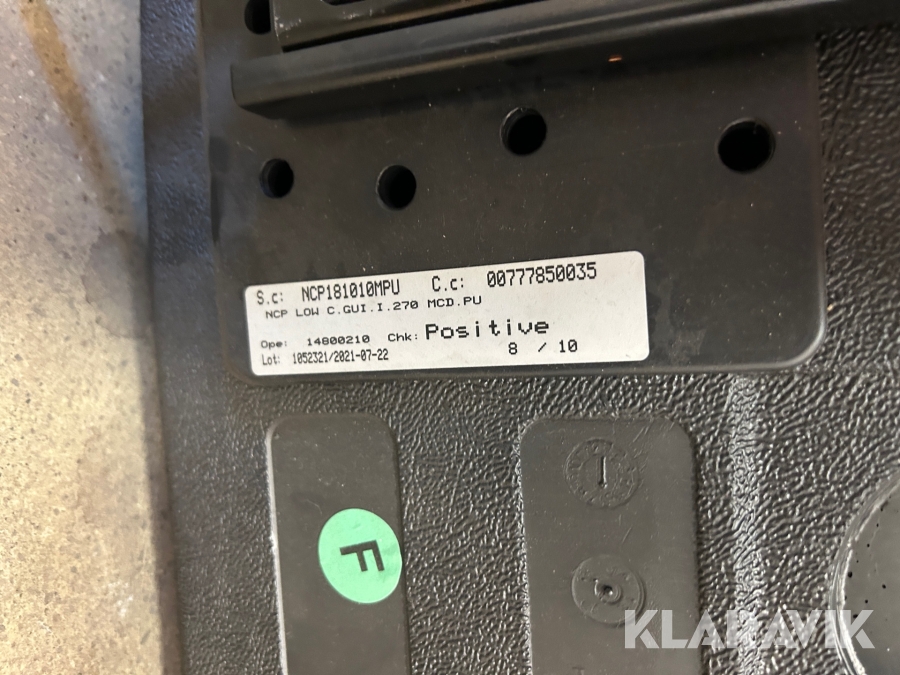 S.c: NCP181010MPU C.c: 00777850035
NCP LOW C.GUI.I.270 MCD.PU
Ope: 14800210 Chk: Positive
Lot: 1052321/2021-07-22 8 / 10
F
KLARAVIK